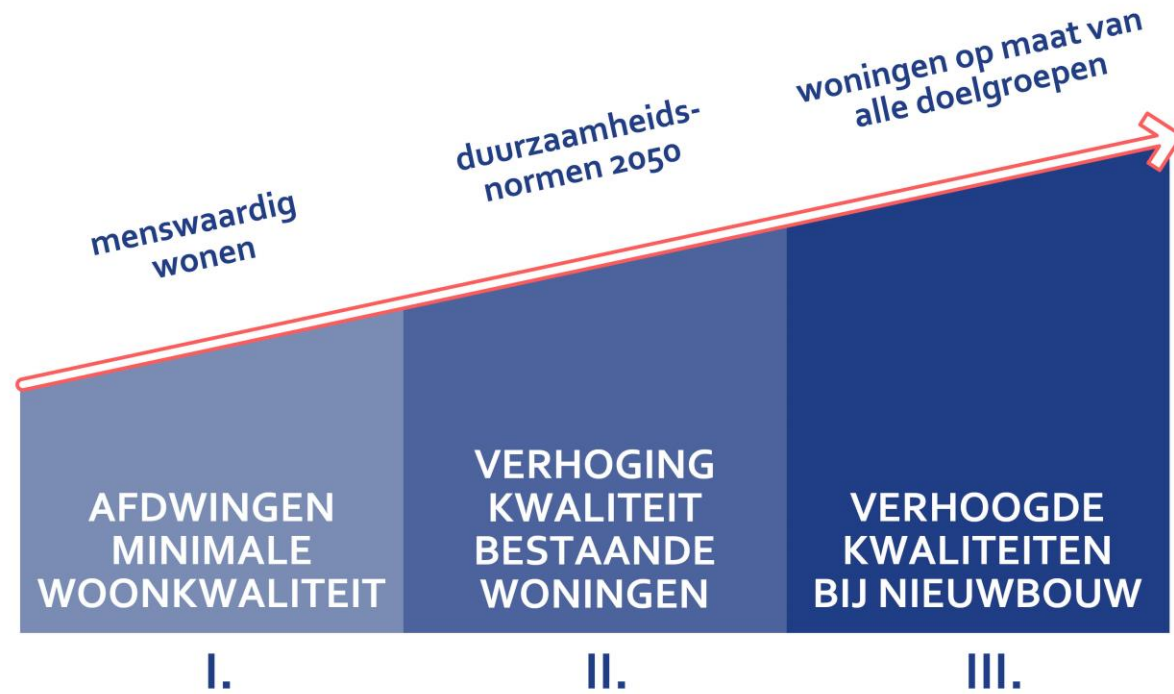 menswaardig
wonen
duurzaamheids-
normen 2050
woningen op maat van
alle doelgroepen
AFDWINGEN
MINIMALE
WOONKWALITEIT
VERHOGING
KWALITEIT
BESTAANDE
WONINGEN
VERHOOGDE
KWALITEITEN
BIJ NIEUWBOUW
I.
II.
III.